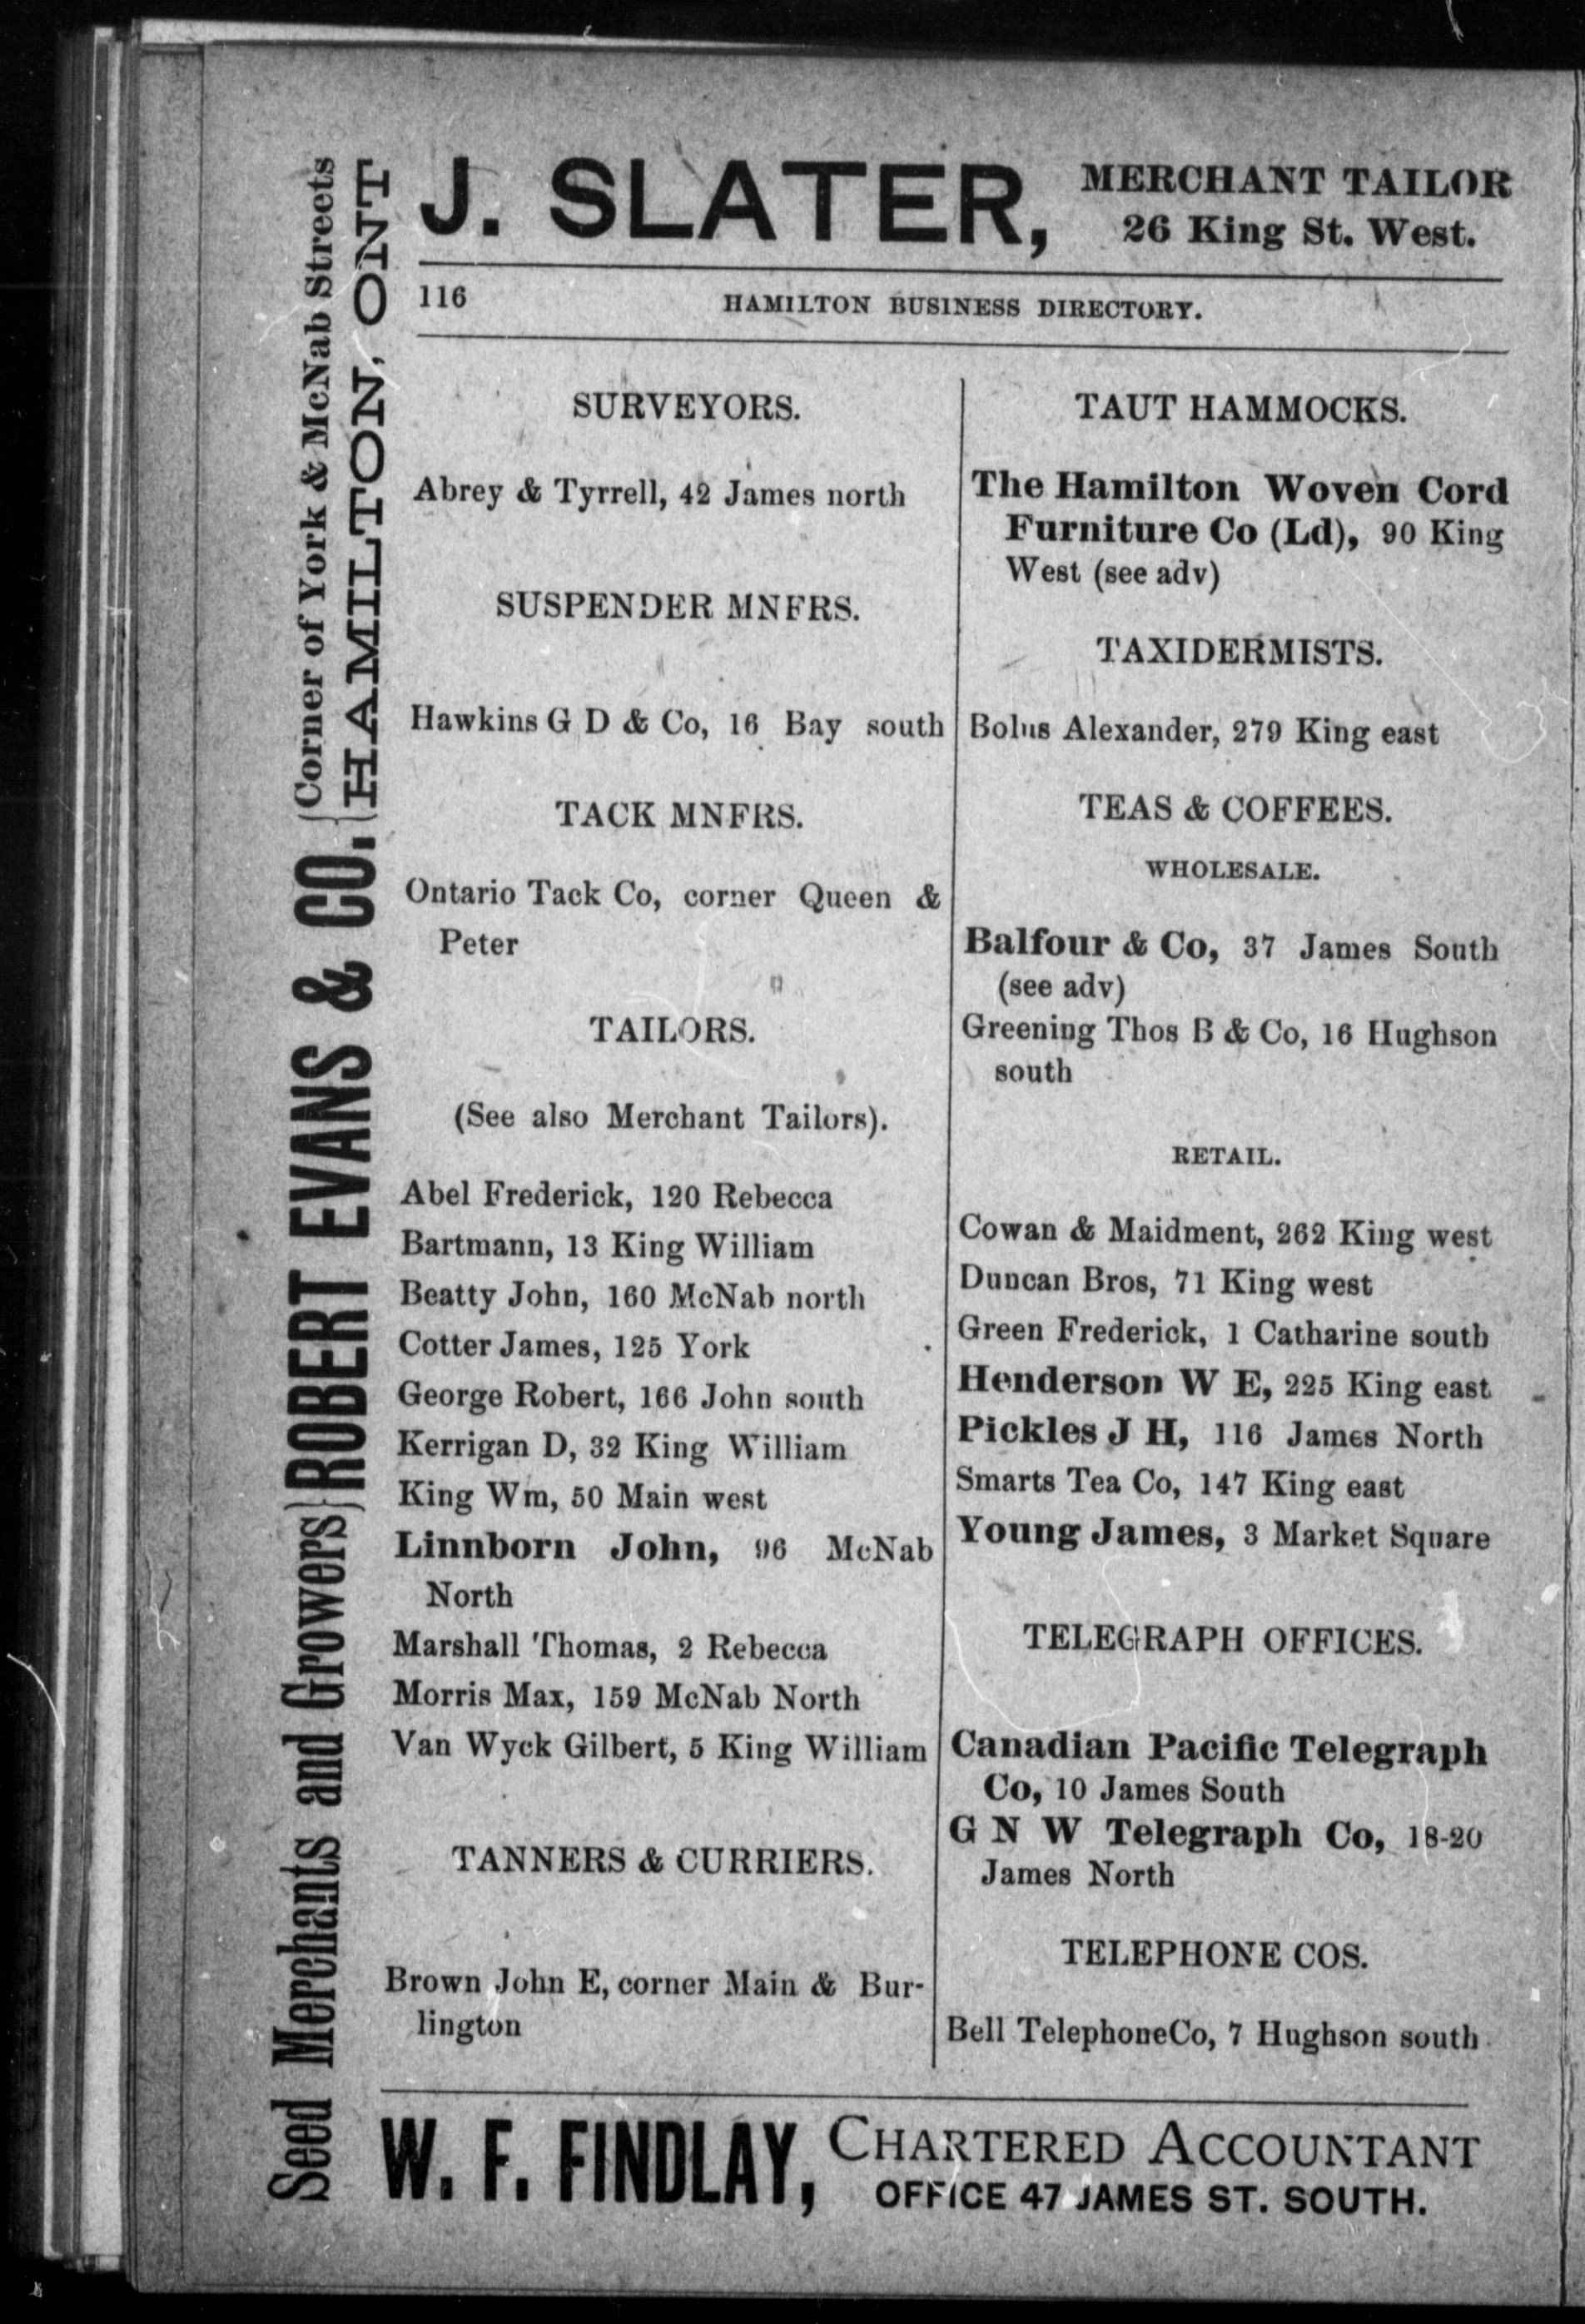 J. SLATER, MERCHANT TAILOR
26 King St. West.
116 HAMILTON BUSINESS DIRECTORY.
SURVEYORS.
Abrey & Tyrrell, 42 James north
SUSPENDER MNFRS.
Hawkins G D & Co, 16 Bay south
TACK MNFRS.
Ontario Tack Co, corner Queen &
Peter
TAILORS.
(See also Merchant Tailors).
Abel Frederick, 120 Rebecca
Bartmann, 13 King William
Beatty John, 160 McNab north
Cotter James, 125 York
George Robert, 166 John south
Kerrigan D, 32 King William
King Wm, 50 Main west
Linnborn John, 96 McNab
North
Marshall Thomas, 2 Rebecca
Morris Max, 159 McNab North
Van Wyck Gilbert, 5 King William
TANNERS & CURRIERS.
Brown John E, corner Main & Bur-
lington
TAUT HAMMOCKS.
The Hamilton Woven Cord
Furniture Co (Ld), 90 King
West (see adv)
TAXIDERMISTS.
Bolus Alexander, 279 King east
TEAS & COFFEES.
WHOLESALE.
Balfour & Co, 37 James South
(see adv)
Greening Thos B & Co, 16 Hughson
south
RETAIL.
Cowan & Maidment, 262 King west
Duncan Bros, 71 King west
Green Frederick, 1 Catharine south
Henderson W E, 225 King east
Pickles J H, 116 James North
Smarts Tea Co, 147 King east
Young James, 3 Market Square
TELEGRAPH OFFICES.
Canadian Pacific Telegraph
Co, 10 James South
G N W Telegraph Co, 18-20
James North
TELEPHONE COS.
Bell TelephoneCo, 7 Hughson south
W. F. FINDLAY, CHARTERED ACCOUNTANT
OFFICE 47 JAMES ST. SOUTH.
Seed Merchants and Growers} ROBERT EVANS & CO. {Corner of York & McNab Streets
HAMILTON, ONT